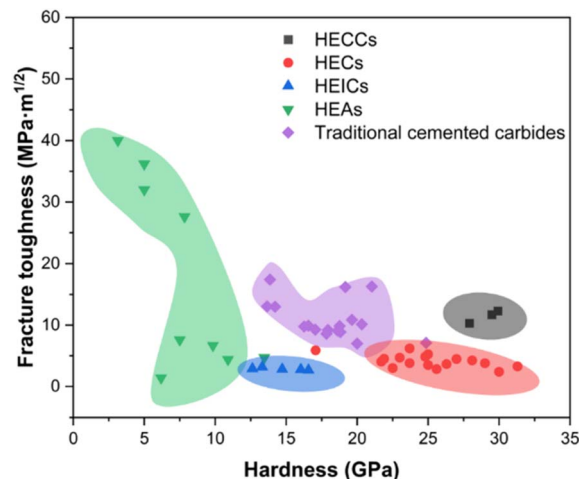 60
50
40
30
20
10
0
Fracture toughness (MPa·m1/2)
HECCs
HECs
HEICs
HEAs
Traditional cemented carbides
0 5 10 15 20 25 30 35
Hardness (GPa)